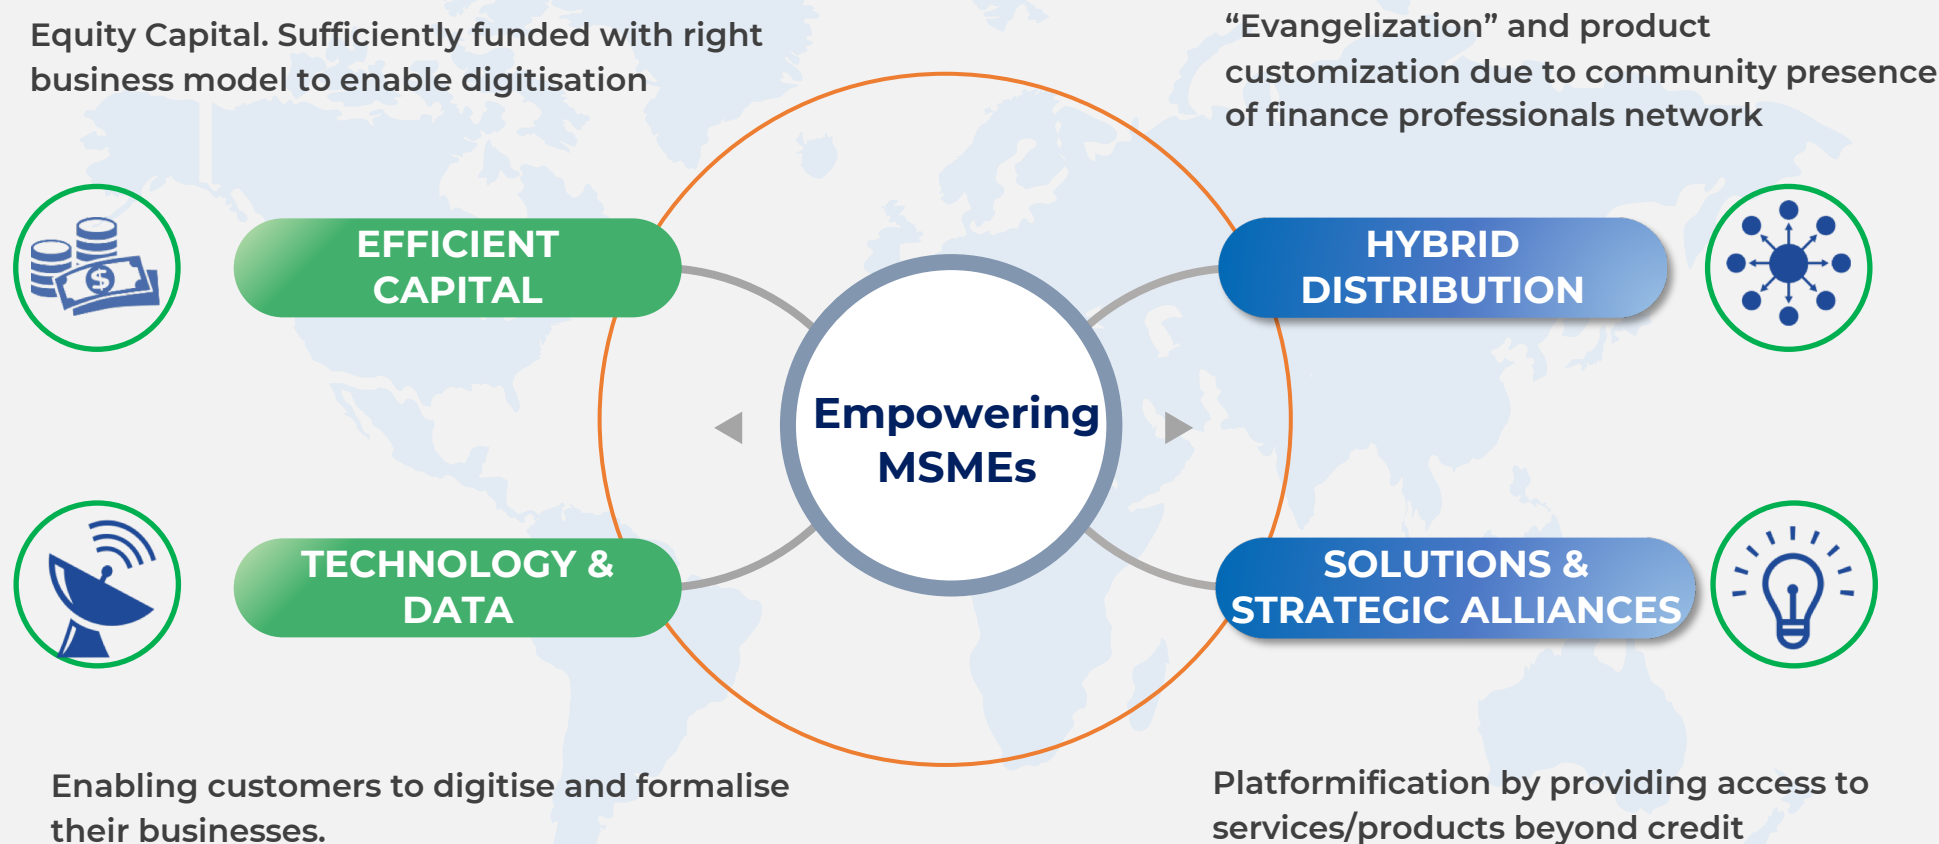 Equity Capital. Sufficiently funded with right
business model to enable digitisation
“Evangelization” and product
customization due to community presence
of finance professionals network
EFFICIENT
CAPITAL
HYBRID
DISTRIBUTION
Empowering
MSMEs
TECHNOLOGY &
DATA
SOLUTIONS &
STRATEGIC ALLIANCES
Enabling customers to digitise and formalise
their businesses.
Platformification by providing access to
services/products beyond credit